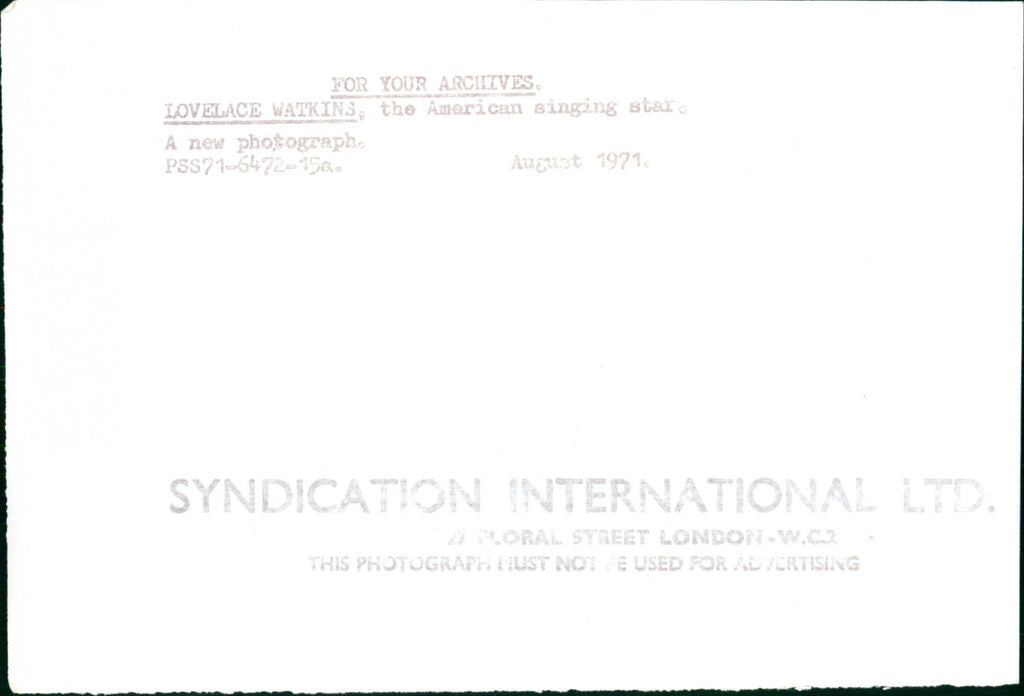 FOR YOUR ARCHIVES.
LOVELACE WATKINS, the American singing star.
A new photograph.
PSS71-6472-15a. August 1971.
SYNDICATION INTERNATIONAL LTD.
FLORAL STREET LONDON-W.C.2
THIS PHOTOGRAPH MUST NOT BE USED FOR ADVERTISING